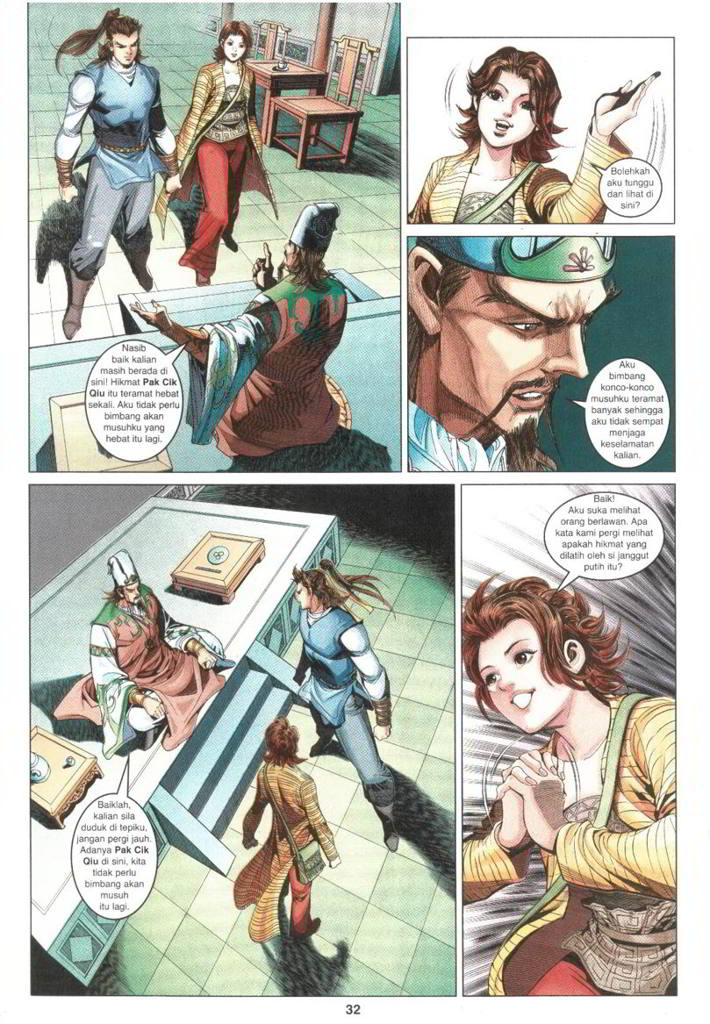 Nasib
baik kalian
masih berada di
sini! Hikmat Pak Cik
Qiu itu teramat hebat
sekali. Aku tidak perlu
bimbang akan
musuhku yang
hebat itu lagi.
Bolehkah
aku tunggu
dan lihat di
sini?
Aku
bimbang
konco-konco
musuhku teramat
banyak sehingga
aku tidak sempat
menjaga
keselamatan
kalian.
Baiklah,
kalian sila
duduk di tepiku,
jangan pergi jauh.
Adanya Pak Cik
Qiu di sini, kita
tidak perlu
bimbang akan
musuh
itu lagi.
Baik!
Aku suka melihat
orang berlawan. Apa
kata kami pergi melihat
apakah hikmat yang
dilatih oleh si janggut
putih itu?
32